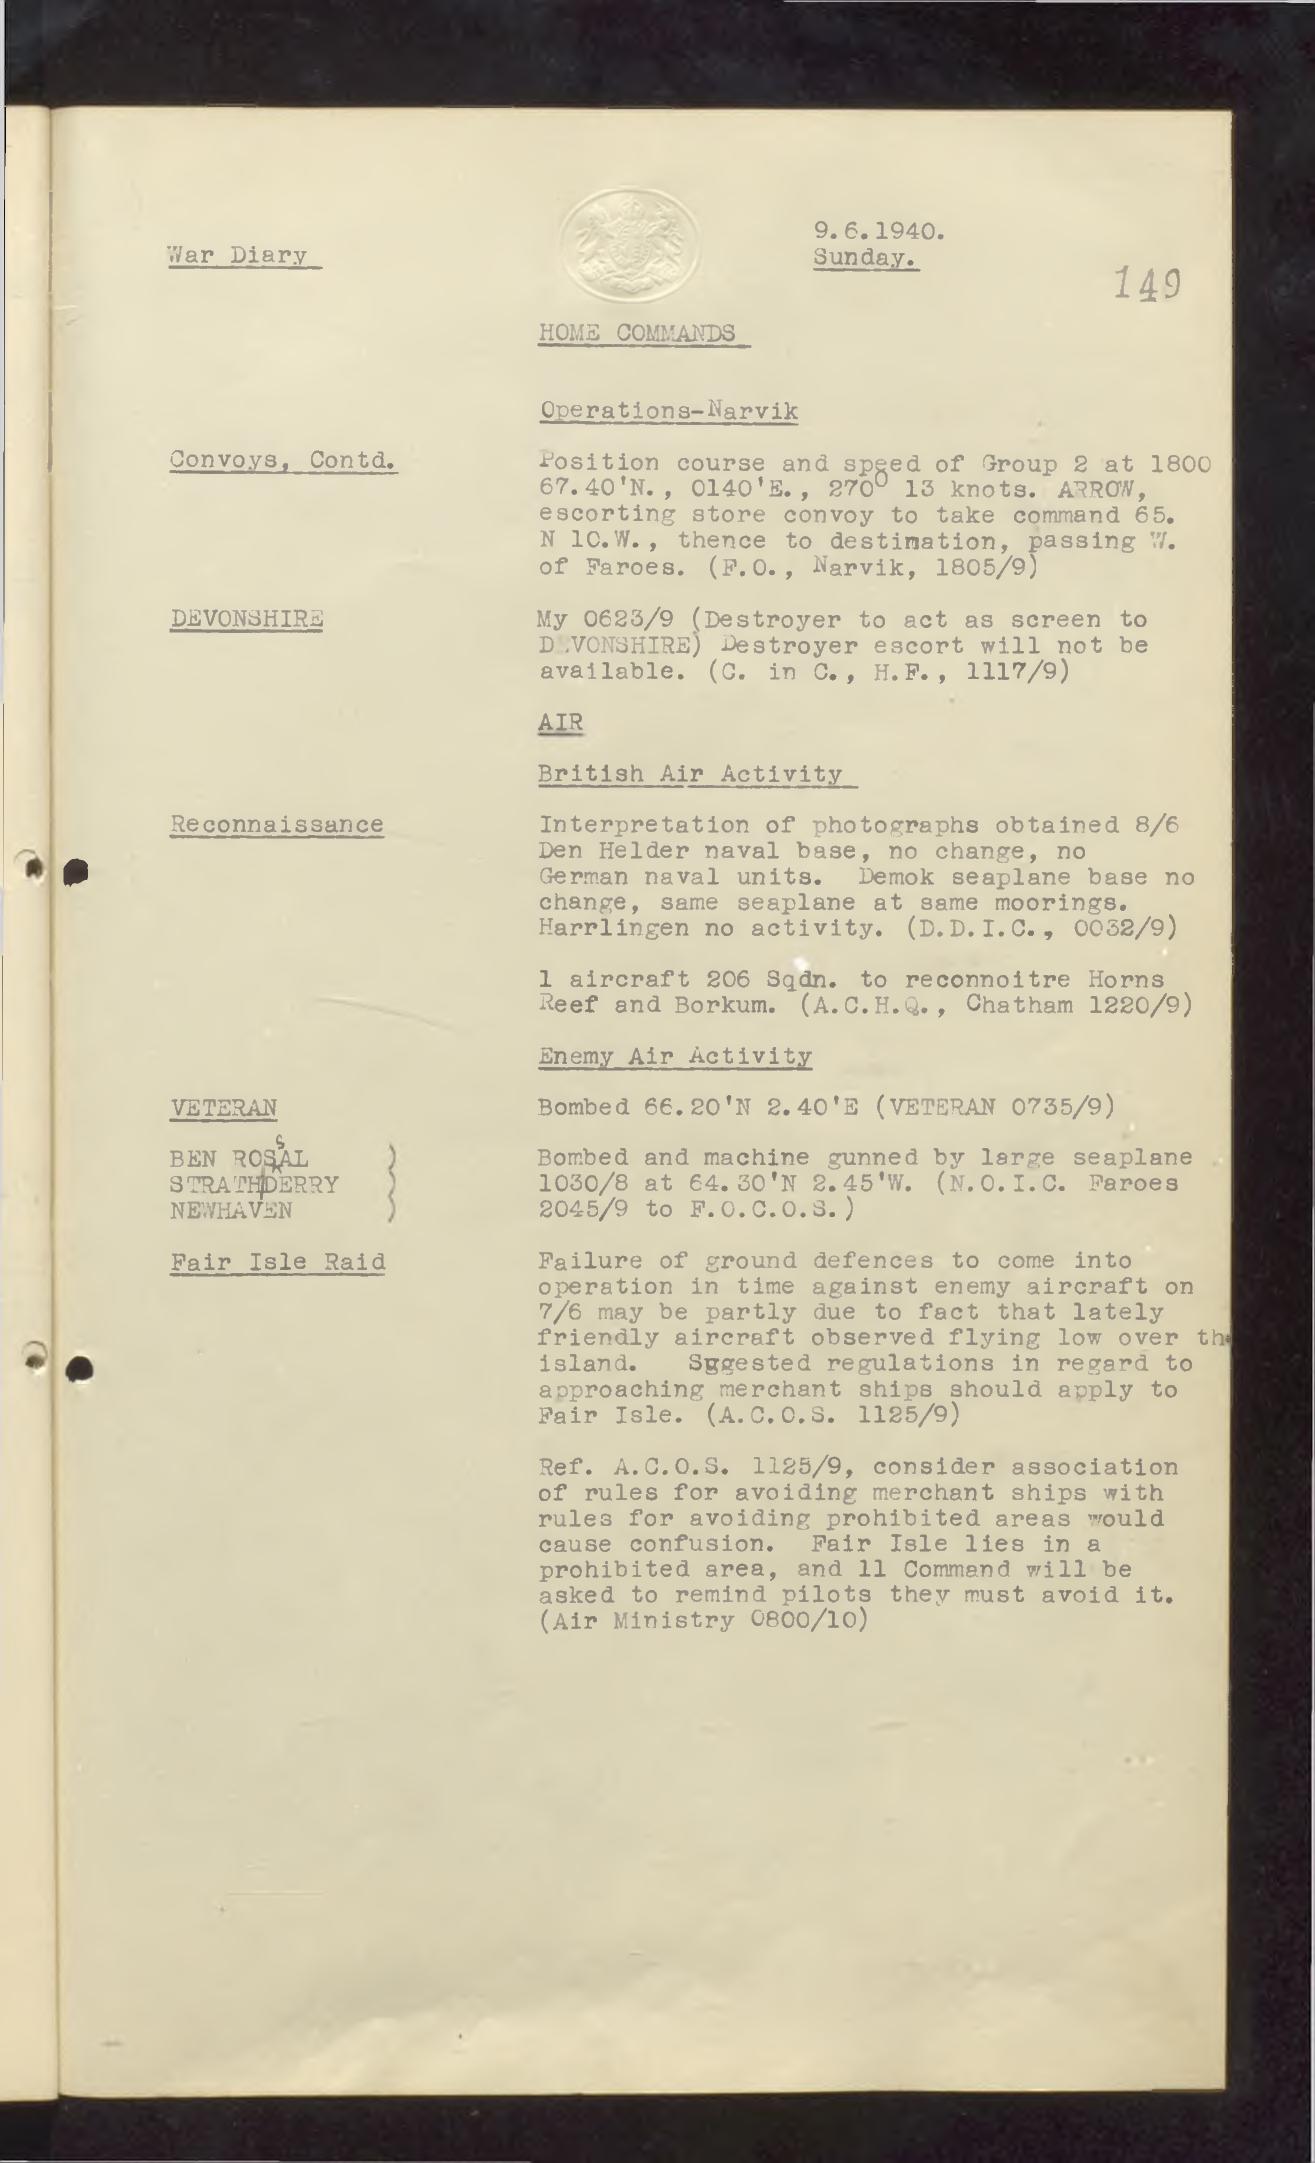 War Diary
9.6.1940.
Sunday.
149
HOME COMMANDS
Operations-Narvik
Convoys, Contd.
Position course and speed of Group 2 at 1800
67.40'N., 0140'E., 270° 13 knots. ARROW,
escorting store convoy to take command 65.
N 10.W., thence to destination, passing W.
of Faroes. (F.O., Narvik, 1805/9)
DEVONSHIRE
My 0623/9 (Destroyer to act as screen to
DEVONSHIRE) Destroyer escort will not be
available. (C. in C., H.F., 1117/9)
AIR
British Air Activity
Reconnaissance
Interpretation of photographs obtained 8/6
Den Helder naval base, no change, no
German naval units. Demok seaplane base no
change, same seaplane at same moorings.
Harrlingen no activity. (D.D.I.C., 0032/9)
1 aircraft 206 Sqdn. to reconnoitre Horns
Reef and Borkum. (A.C.H.Q., Chatham 1220/9)
Enemy Air Activity
VETERAN
Bombed 66.20'N 2.40'E (VETERAN 0735/9)
BEN ROSSAL )
STRATHDERRY )
NEWHAVEN )
Bombed and machine gunned by large seaplane
1030/8 at 64.30'N 2.45'W. (N.O.I.C. Faroes
2045/9 to F.O.C.O.S.)
Fair Isle Raid
Failure of ground defences to come into
operation in time against enemy aircraft on
7/6 may be partly due to fact that lately
friendly aircraft observed flying low over the
island. Suggested regulations in regard to
approaching merchant ships should apply to
Fair Isle. (A.C.O.S. 1125/9)
Ref. A.C.O.S. 1125/9, consider association
of rules for avoiding merchant ships with
rules for avoiding prohibited areas would
cause confusion. Fair Isle lies in a
prohibited area, and 11 Command will be
asked to remind pilots they must avoid it.
(Air Ministry 0800/10)